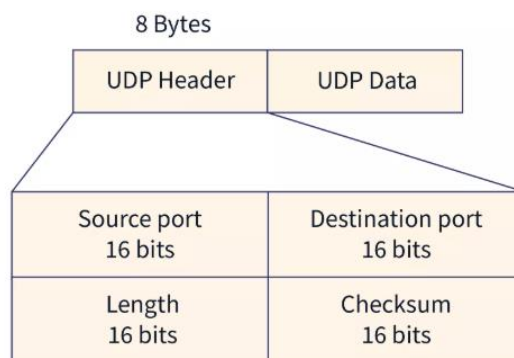 8 Bytes
UDP Header UDP Data
Source port Destination port
16 bits 16 bits
Length Checksum
16 bits 16 bits